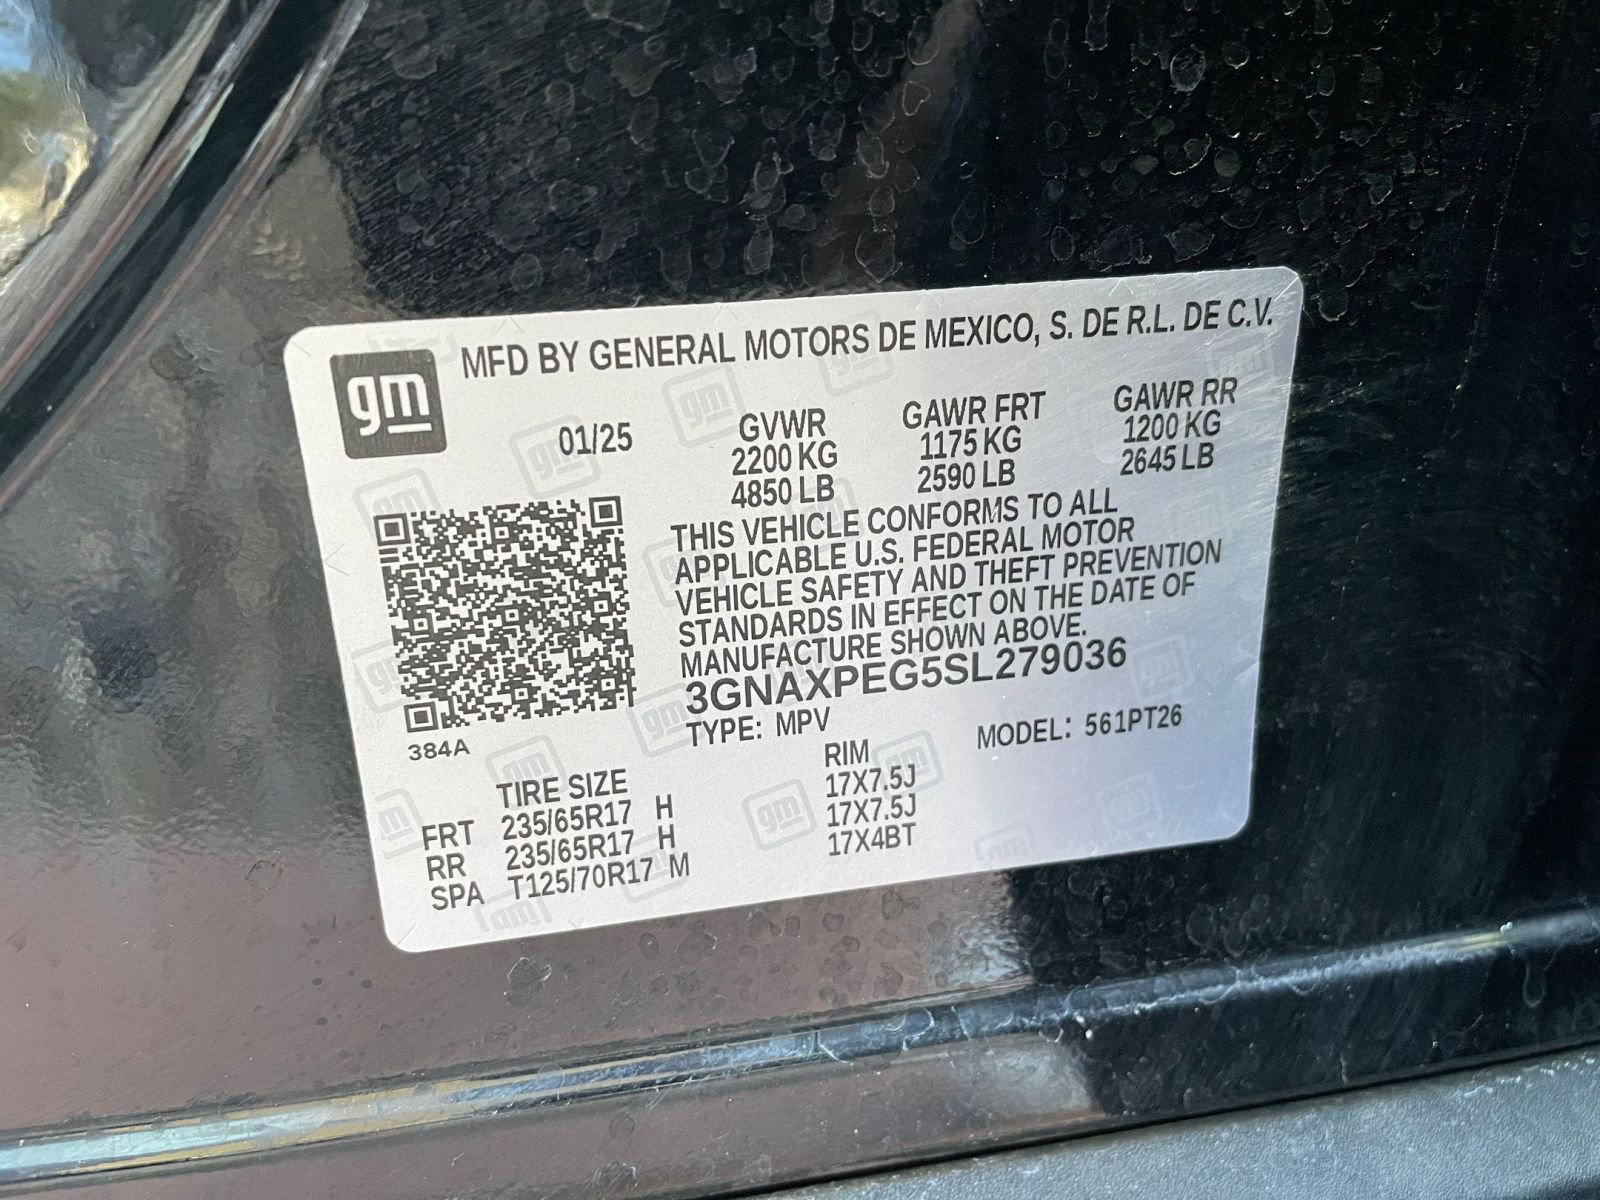 gm
MFD BY GENERAL MOTORS DE MEXICO, S. DE R.L. DE C.V.
01/25
GVWR
2200 KG
4850 LB
GAWR FRT
1175 KG
2590 LB
GAWR RR
1200 KG
2645 LB
THIS VEHICLE CONFORMS TO ALL
APPLICABLE U.S. FEDERAL MOTOR
VEHICLE SAFETY AND THEFT PREVENTION
STANDARDS IN EFFECT ON THE DATE OF
MANUFACTURE SHOWN ABOVE.
3GNAXPEG5SL279036
TYPE: MPV
MODEL: 561PT26
384A
TIRE SIZE
RIM
FRT 235/65R17 H 17X7.5J
RR 235/65R17 H 17X7.5J
SPA T125/70R17 M 17X4BT